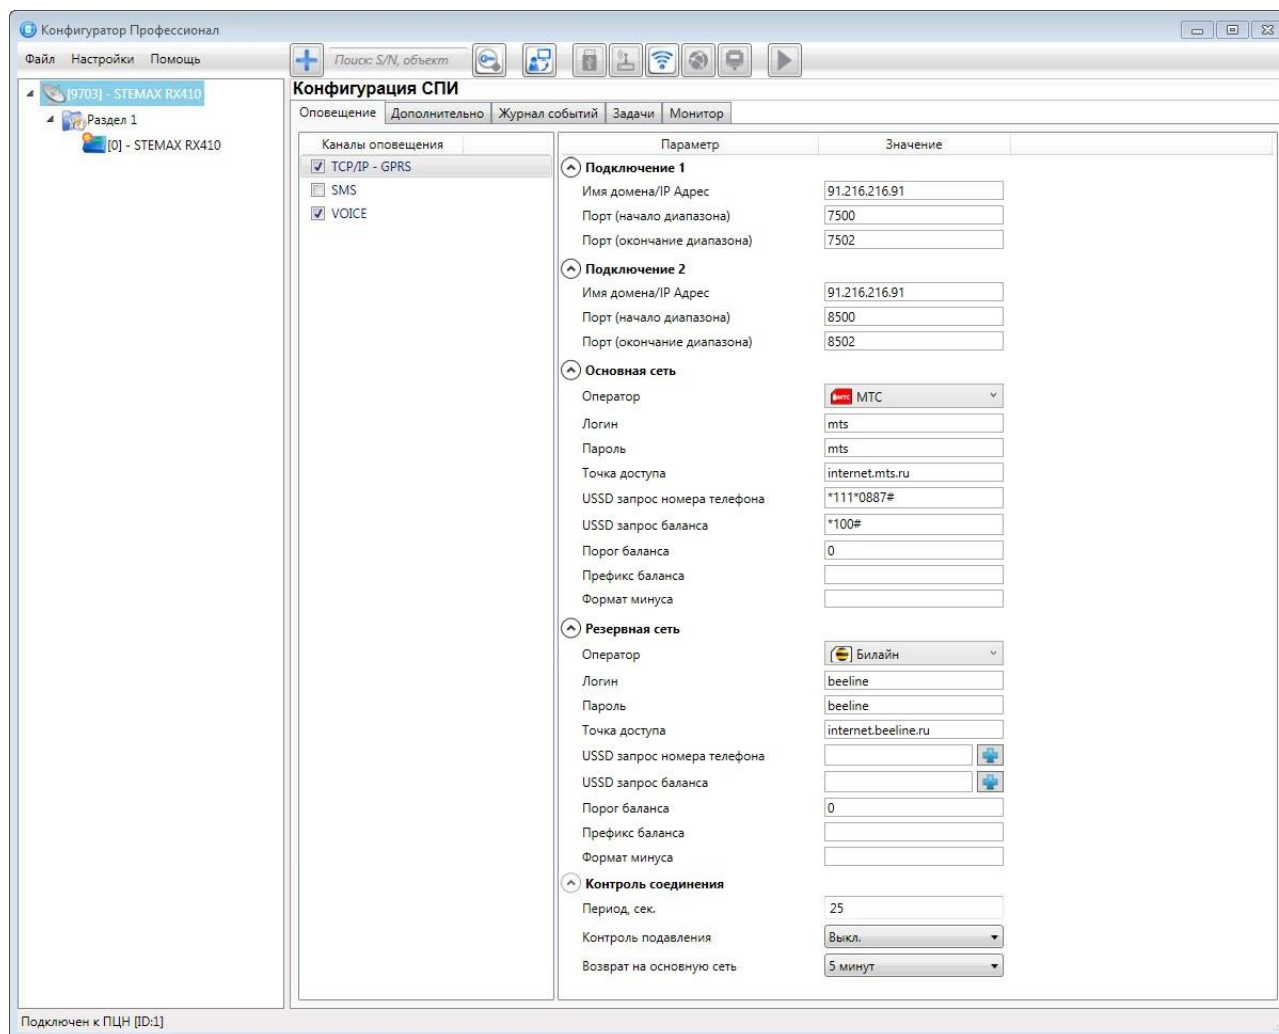 Конфигуратор Профессионал
Файл Настройки Помощь
Поиск: S/N, объект
[9703] - STEMAX RX410
Раздел 1
[0] - STEMAX RX410
Конфигурация СПИ
Оповещение Дополнительно Журнал событий Задачи Монитор
Каналы оповещения
TCP/IP - GPRS
SMS
VOICE
Параметр Значение
Подключение 1
Имя домена/IP Адрес 91.216.216.91
Порт (начало диапазона) 7500
Порт (окончание диапазона) 7502
Подключение 2
Имя домена/IP Адрес 91.216.216.91
Порт (начало диапазона) 8500
Порт (окончание диапазона) 8502
Основная сеть
Оператор МТС
Логин mts
Пароль mts
Точка доступа internet.mts.ru
USSD запрос номера телефона *111*0887#
USSD запрос баланса *100#
Порог баланса 0
Префикс баланса
Формат минуса
Резервная сеть
Оператор Билайн
Логин beeline
Пароль beeline
Точка доступа internet.beeline.ru
USSD запрос номера телефона
USSD запрос баланса
Порог баланса 0
Префикс баланса
Формат минуса
Контроль соединения
Период, сек. 25
Контроль подавления Выкл.
Возврат на основную сеть 5 минут
Подключен к ПЦН [ID:1]